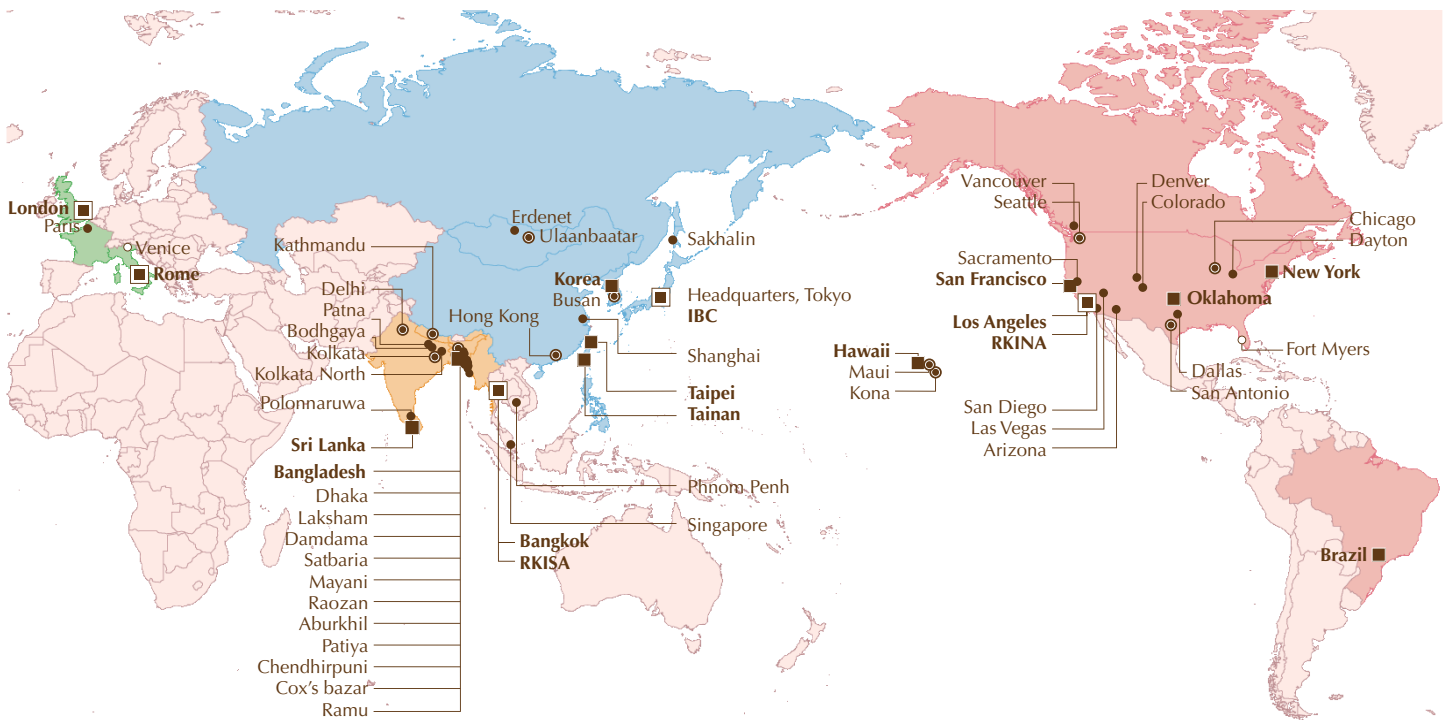 London
Paris
Venice
Rome
Kathmandu
Delhi
Patna
Bodhgaya
Kolkata
Kolkata North
Polonnaruwa
Sri Lanka
Bangladesh
Dhaka
Laksham
Damdama
Satbaria
Mayani
Raozan
Aburkhil
Patiya
Chendhirpuni
Cox's bazar
Ramu
Erdenet
Ulaanbaatar
Sakhalin
Korea
Busan
Headquarters, Tokyo
IBC
Hong Kong
Shanghai
Taipei
Tainan
Phnom Penh
Singapore
Bangkok
RKISA
Vancouver
Seattle
Denver
Colorado
Chicago
Dayton
Sacramento
San Francisco
New York
Oklahoma
Los Angeles
RKINA
Hawaii
Maui
Kona
Fort Myers
Dallas
San Antonio
San Diego
Las Vegas
Arizona
Brazil